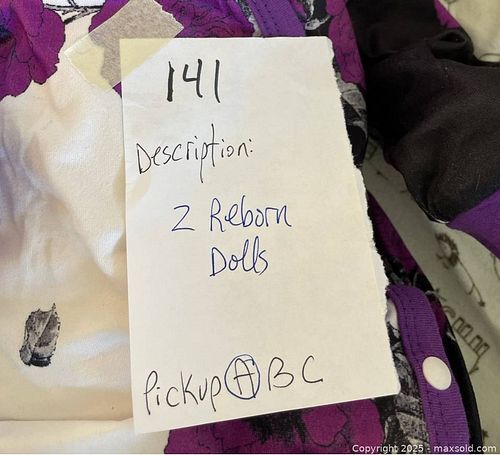 141
Description:
2 Reborn
Dolls
Pickup A B C
Copyright 2025 - maxsold.com